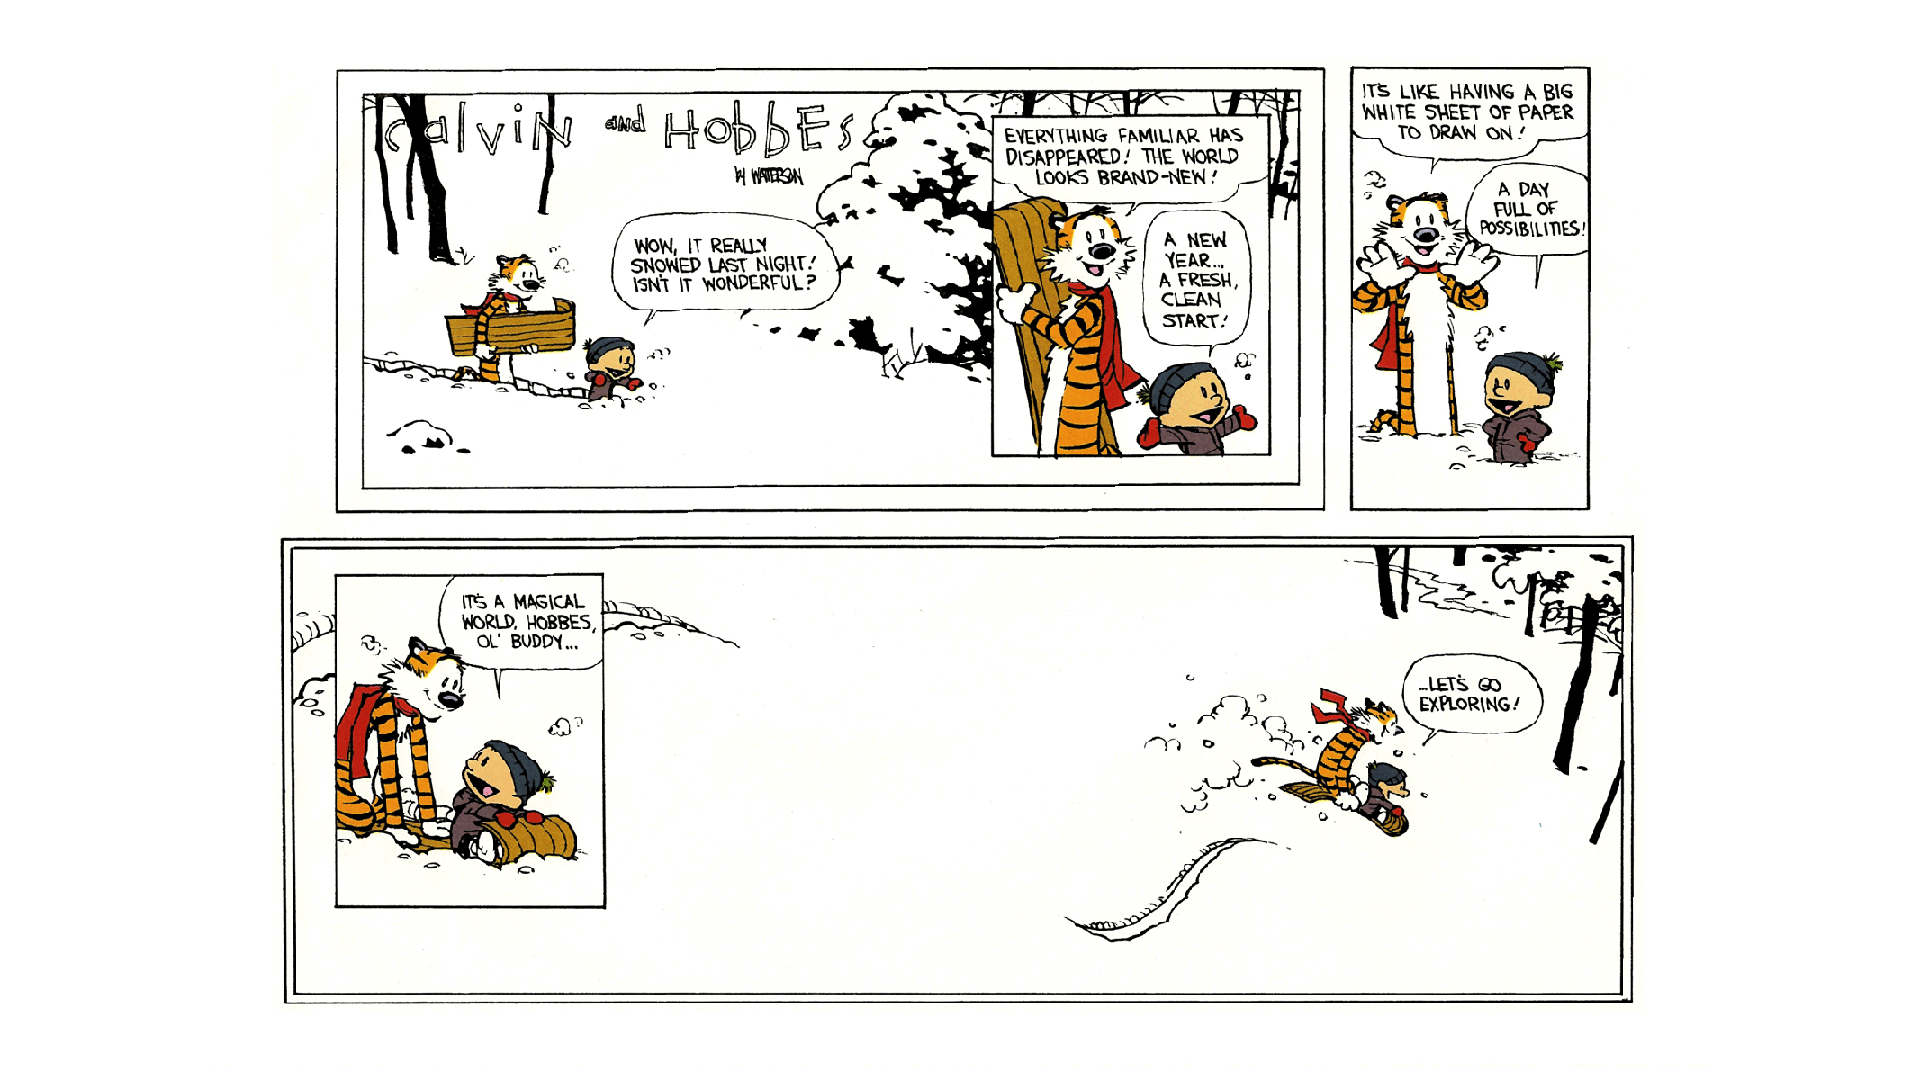 Calvin and Hobbes
by Watterson
WOW, IT REALLY
SNOWED LAST NIGHT!
ISN'T IT WONDERFUL?
EVERYTHING FAMILIAR HAS
DISAPPEARED! THE WORLD
LOOKS BRAND-NEW!
A NEW
YEAR...
A FRESH,
CLEAN
START!
IT'S LIKE HAVING A BIG
WHITE SHEET OF PAPER
TO DRAW ON!
A DAY
FULL OF
POSSIBILITIES!
IT'S A MAGICAL
WORLD, HOBBES,
OL' BUDDY...
...LET'S GO
EXPLORING!